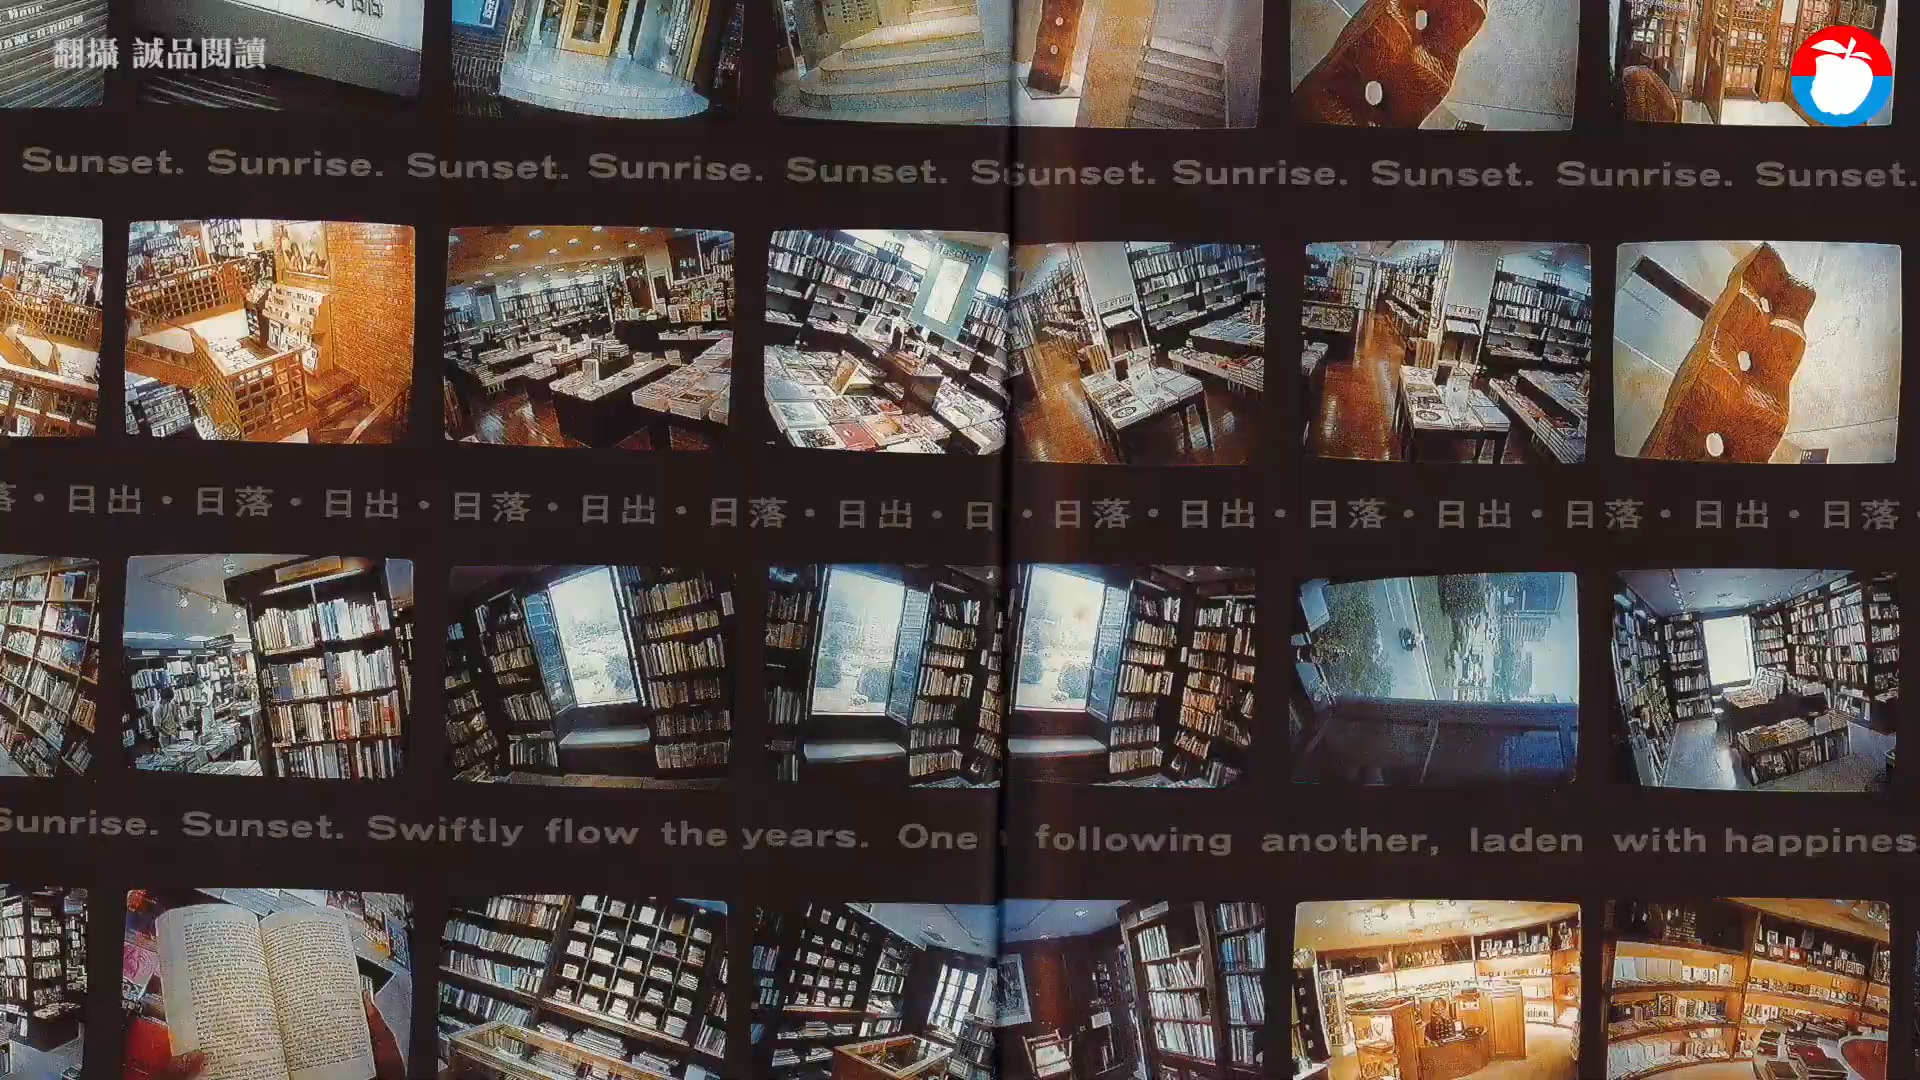 翻攝 誠品閱讀
Sunset. Sunrise. Sunset. Sunrise. Sunset. S Sunset. Sunrise. Sunset. Sunrise. Sunset.
落・日出・日落・日出・日落・日出・日落・日出・日・日落・日出・日落・日出・日落・日出・日落・
Sunrise. Sunset. Swiftly flow the years. One following another, laden with happines